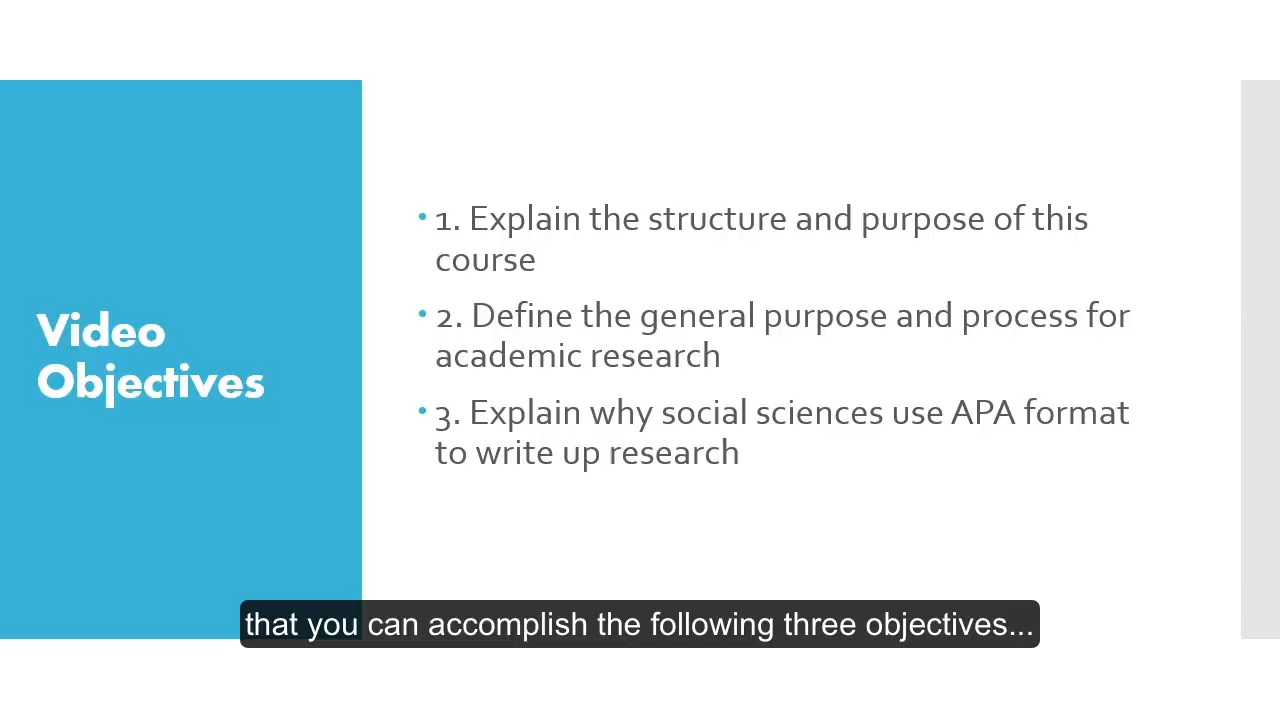 Video
Objectives
• 1. Explain the structure and purpose of this
course
• 2. Define the general purpose and process for
academic research
• 3. Explain why social sciences use APA format
to write up research
that you can accomplish the following three objectives...